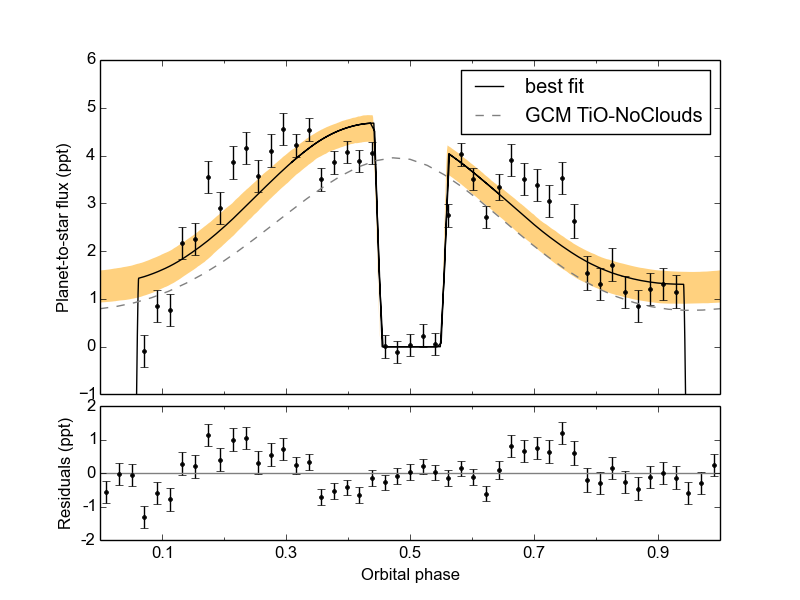 6
5
4
3
2
1
0
−1
Planet-to-star flux (ppt)
best fit
GCM TiO-NoClouds
2
1
0
-1
-2
Residuals (ppt)
0.1 0.3 0.5 0.7 0.9
Orbital phase